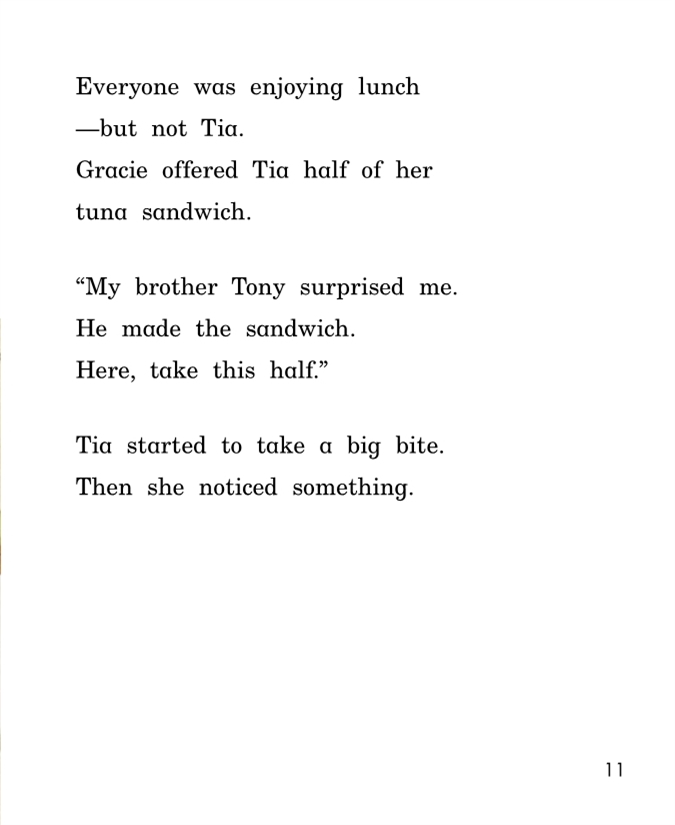 Everyone was enjoying lunch
—but not Tia.
Gracie offered Tia half of her
tuna sandwich.
“My brother Tony surprised me.
He made the sandwich.
Here, take this half.”
Tia started to take a big bite.
Then she noticed something.
11